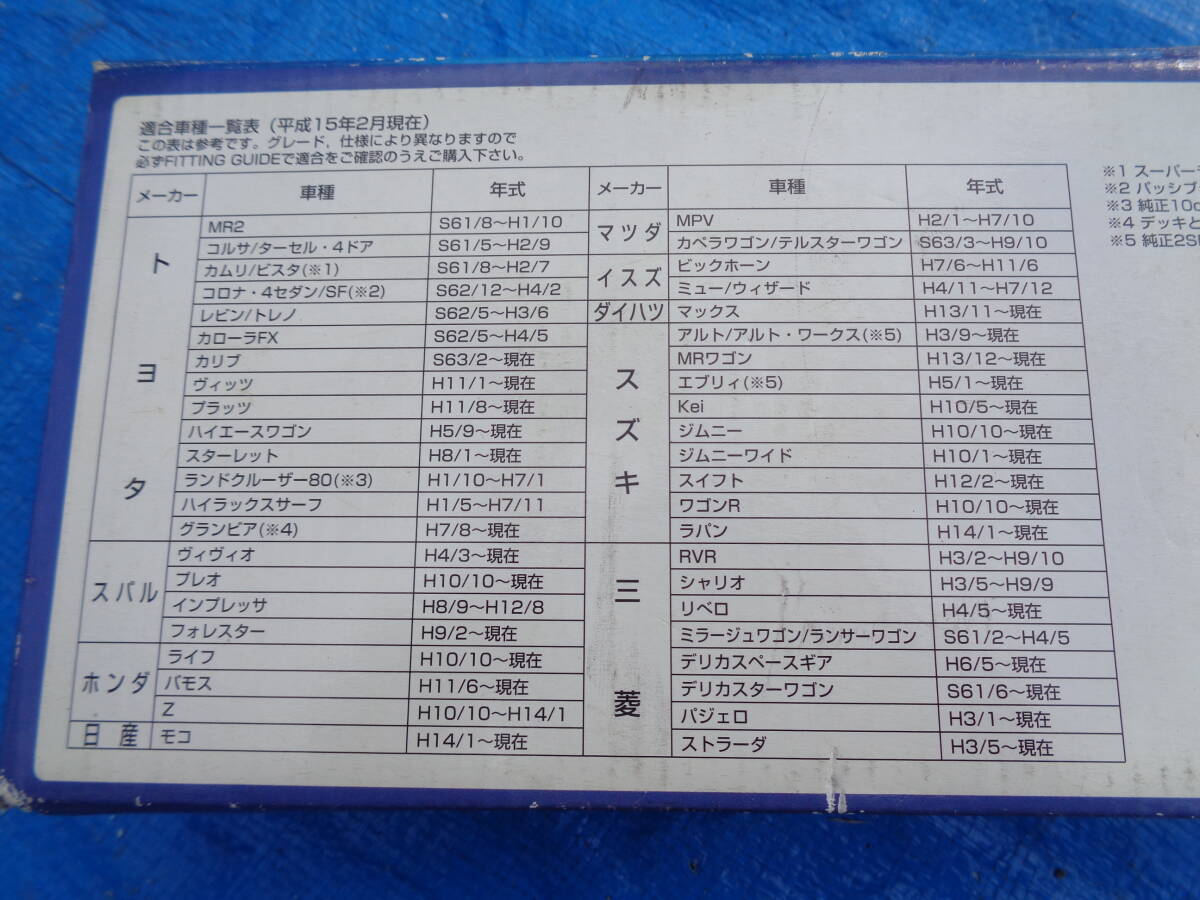 適合車種一覧表（平成15年2月現在）
この表は参考です。グレード，仕様により異なりますので
必ずFITTING GUIDEで適合をご確認のうえご購入下さい。
メーカー 車種 年式
トヨタ
MR2 S61/8〜H1/10
コルサ/ターセル・4ドア S61/5〜H2/9
カムリ/ビスタ(※1) S61/8〜H2/7
コロナ・4セダン/SF(※2) S62/12〜H4/2
レビン/トレノ S62/5〜H3/6
カローラFX S62/5〜H4/5
カリブ S63/2〜現在
ヴィッツ H11/1〜現在
プラッツ H11/8〜現在
ハイエースワゴン H5/9〜現在
スターレット H8/1〜現在
ランドクルーザー80(※3) H1/10〜H7/1
ハイラックスサーフ H1/5〜H7/11
グランビア(※4) H7/8〜現在
スバル
ヴィヴィオ H4/3〜現在
プレオ H10/10〜現在
インプレッサ H8/9〜H12/8
フォレスター H9/2〜現在
ホンダ
ライフ H10/10〜現在
バモス H11/6〜現在
Z H10/10〜H14/1
日産 モコ H14/1〜現在
メーカー 車種 年式
マツダ
MPV H2/1〜H7/10
カペラワゴン/テルスターワゴン S63/3〜H9/10
イスズ
ビックホーン H7/6〜H11/6
ミュー/ウィザード H4/11〜H7/12
ダイハツ マックス H13/11〜現在
スズキ
アルト/アルト・ワークス(※5) H3/9〜現在
MRワゴン H13/12〜現在
エブリィ(※5) H5/1〜現在
Kei H10/5〜現在
ジムニー H10/10〜現在
ジムニーワイド H10/1〜現在
スイフト H12/2〜現在
ワゴンR H10/10〜現在
ラパン H14/1〜現在
三菱
RVR H3/2〜H9/10
シャリオ H3/5〜H9/9
リベロ H4/5〜現在
ミラージュワゴン/ランサーワゴン S61/2〜H4/5
デリカスペースギア H6/5〜現在
デリカスターワゴン S61/6〜現在
パジェロ H3/1〜現在
ストラーダ H3/5〜現在
※1 スーパー
※2 パッシブ
※3 純正10c
※4 デッキと
※5 純正2S